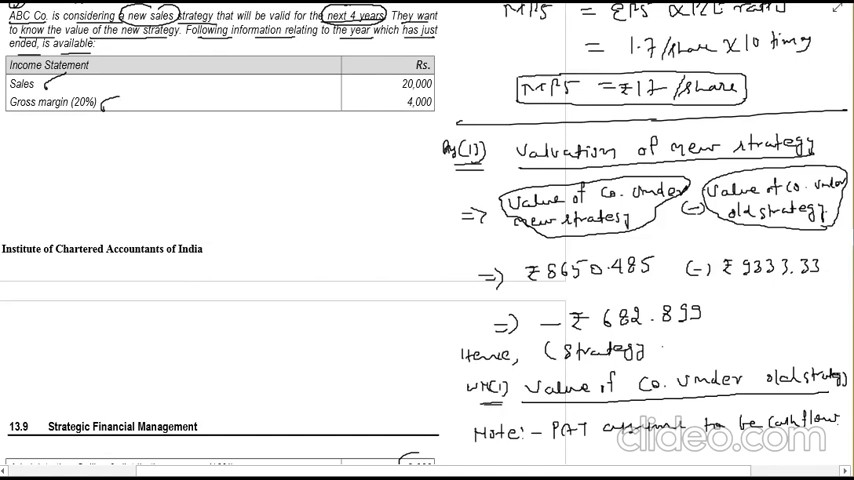 ABC Co. is considering a new sales strategy that will be valid for the next 4 years. They want
to know the value of the new strategy. Following information relating to the year which has just
ended, is available:
Income Statement Rs.
Sales 20,000
Gross margin (20%) 4,000
Institute of Chartered Accountants of India
13.9 Strategic Financial Management
MPS = EPS X P/E ratio
= 1.7/share X 10 times
MPS = ₹17/share
Valuation of new strategy
=> Value of Co. under new strategy (-) Value of Co. under old strategy
=> ₹8650.485 (-) ₹9333.33
=> - ₹ 682.899
Hence, (Strategy
WN(1) Value of Co. under old strategy
Note:- PAT assume to be cashflow
clideo.com